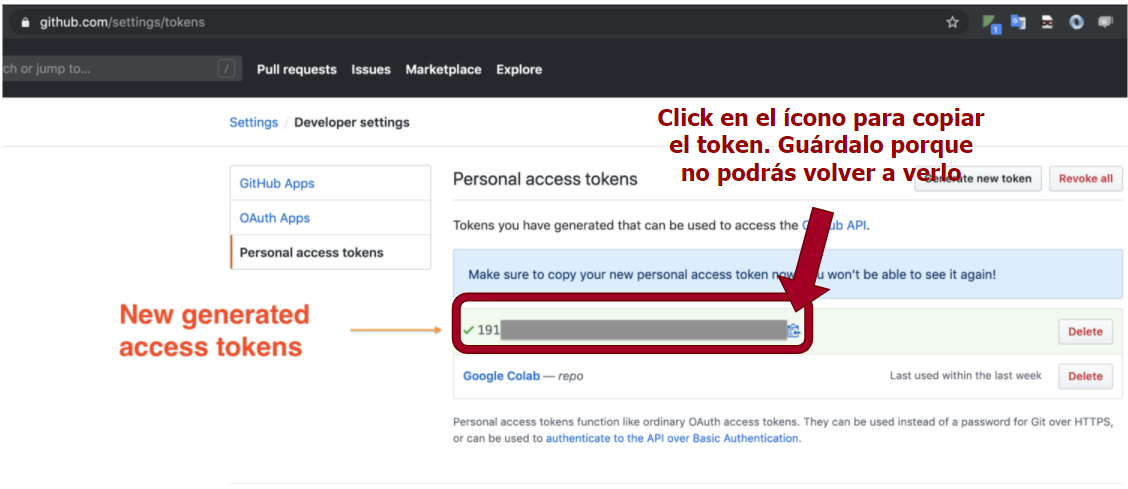 github.com/settings/tokens
1
ch or jump to...
/
Pull requests Issues Marketplace Explore
Settings / Developer settings
Click en el ícono para copiar
el token. Guárdalo porque
no podrás volver a verlo
GitHub Apps
OAuth Apps
Personal access tokens
Personal access tokens
Generate new token
Revoke all
Tokens you have generated that can be used to access the GitHub API.
Make sure to copy your new personal access token now. You won't be able to see it again!
New generated
access tokens
191
Delete
Google Colab — repo
Last used within the last week
Delete
Personal access tokens function like ordinary OAuth access tokens. They can be used instead of a password for Git over HTTPS,
or can be used to authenticate to the API over Basic Authentication.